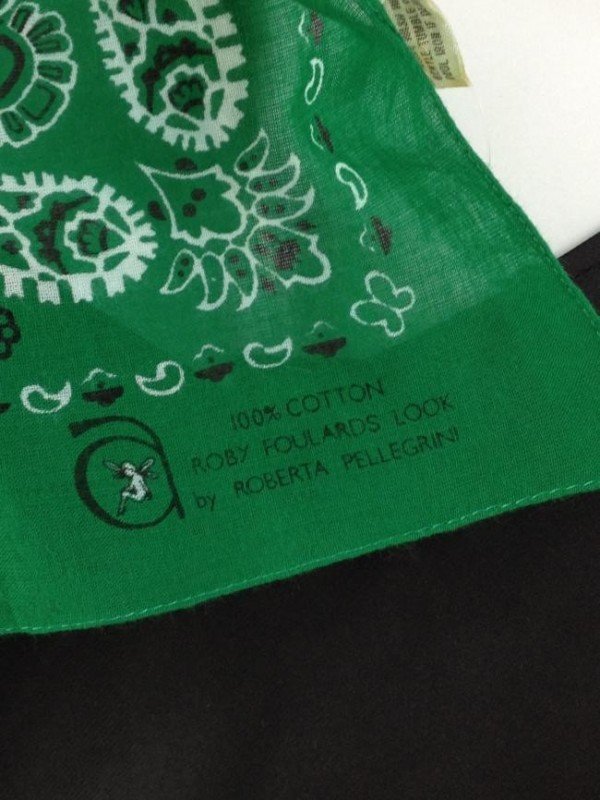 100% COTTON
ROBY FOULARDS LOOK
by ROBERTA PELLEGRINI